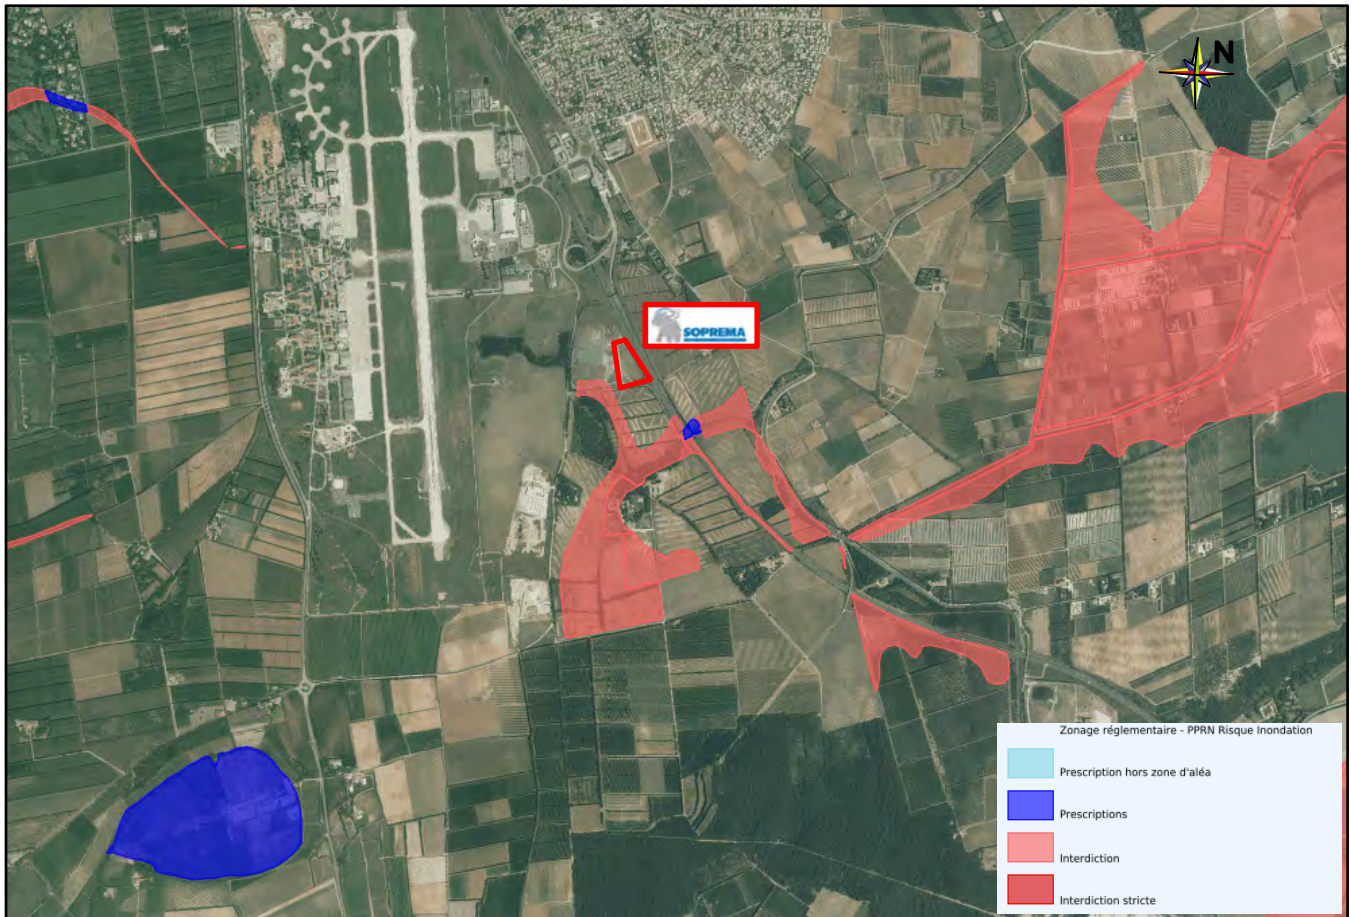 N
SOPREMA
Zonage réglementaire - PPRN Risque Inondation
Prescription hors zone d'aléa
Prescriptions
Interdiction
Interdiction stricte